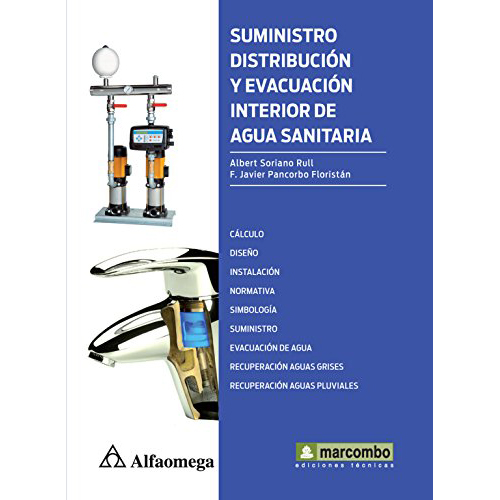 SUMINISTRO
DISTRIBUCIÓN
Y EVACUACIÓN
INTERIOR DE
AGUA SANITARIA
Albert Soriano Rull
F. Javier Pancorbo Floristán
CÁLCULO
DISEÑO
INSTALACIÓN
NORMATIVA
SIMBOLOGÍA
SUMINISTRO
EVACUACIÓN DE AGUA
RECUPERACIÓN AGUAS GRISES
RECUPERACIÓN AGUAS PLUVIALES
Alfaomega
marcombo
ediciones técnicas